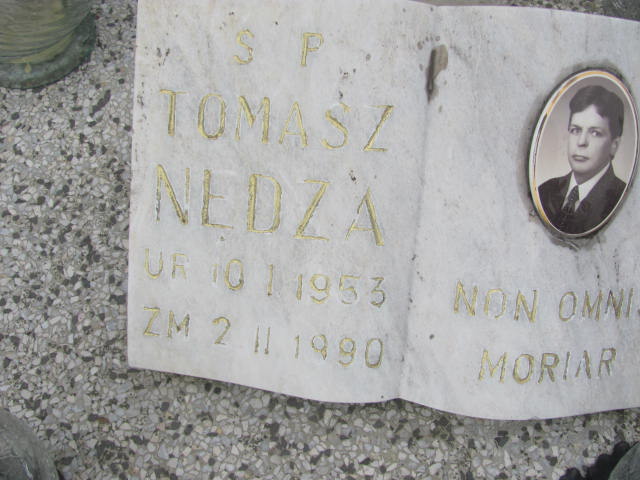 S P
TOMASZ
NĘDZA
UR 10 I 1953
ZM 2 II 1990
NON OMNIS
MORIAR